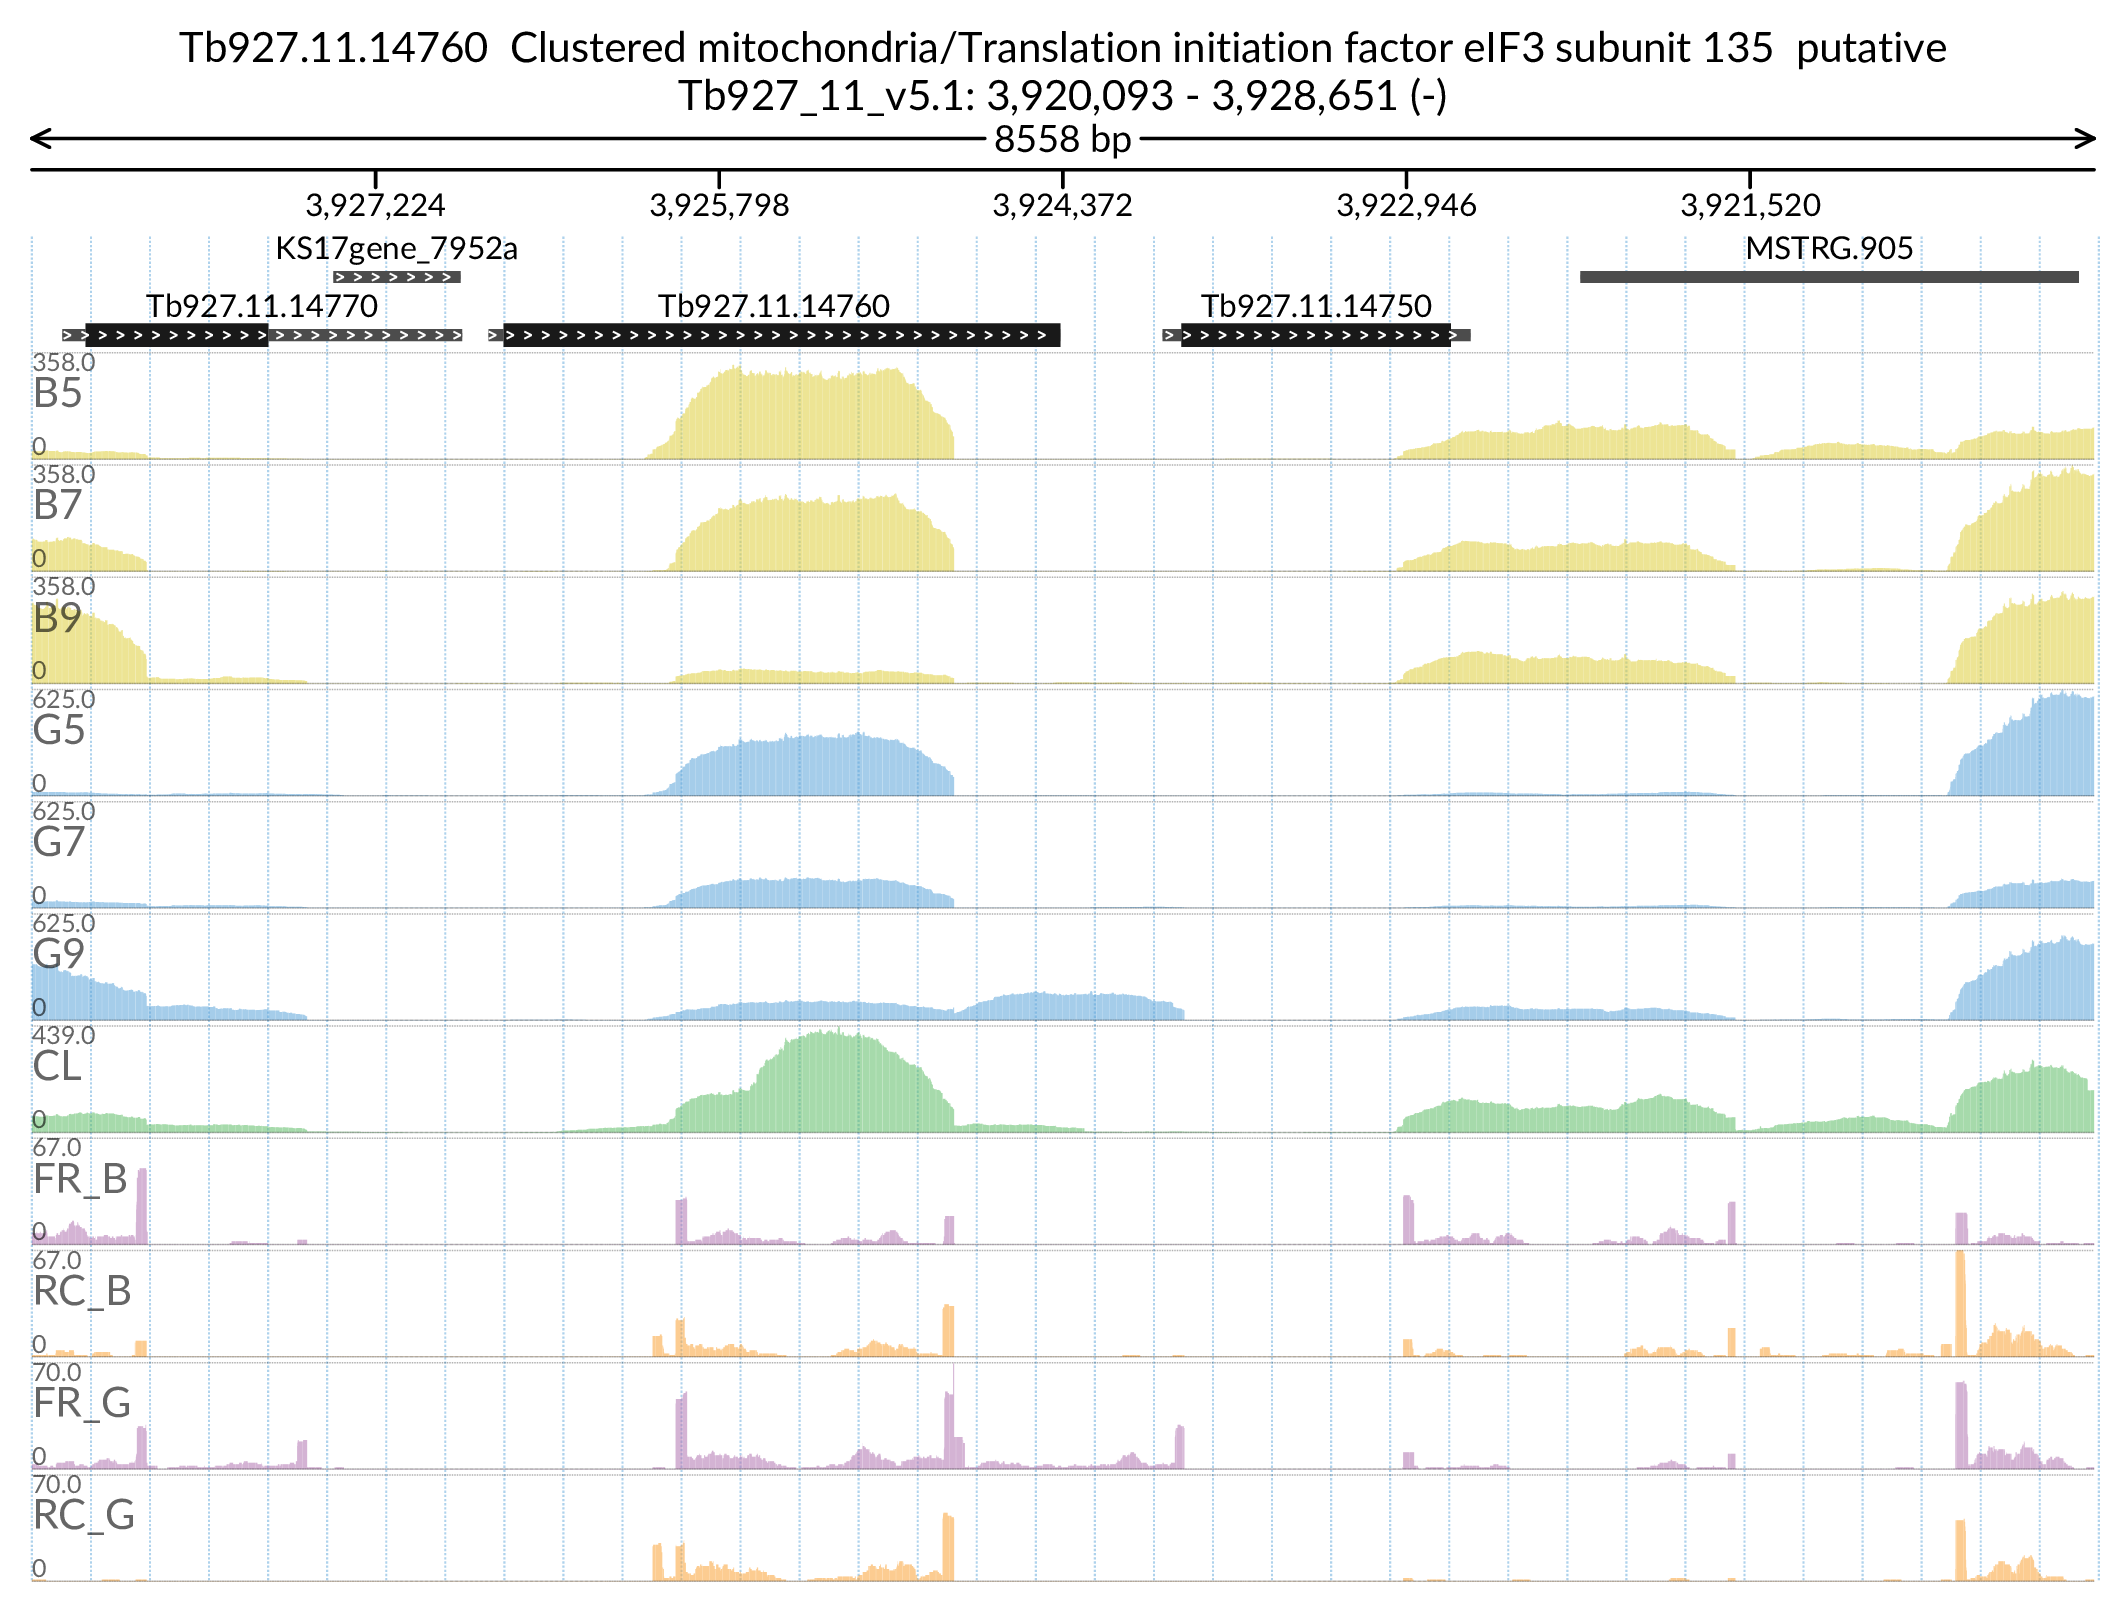 Tb927.11.14760  Clustered mitochondria/Translation initiation factor eIF3 subunit 135  putative
Tb927_11_v5.1: 3,920,093 - 3,928,651 (-)
8558 bp
3,927,224 3,925,798 3,924,372 3,922,946 3,921,520
KS17gene_7952a MSTRG.905
Tb927.11.14770 Tb927.11.14760 Tb927.11.14750
358.0
B5
0
358.0
B7
0
358.0
B9
0
625.0
G5
0
625.0
G7
0
625.0
G9
0
439.0
CL
0
67.0
FR_B
0
67.0
RC_B
0
70.0
FR_G
0
70.0
RC_G
0